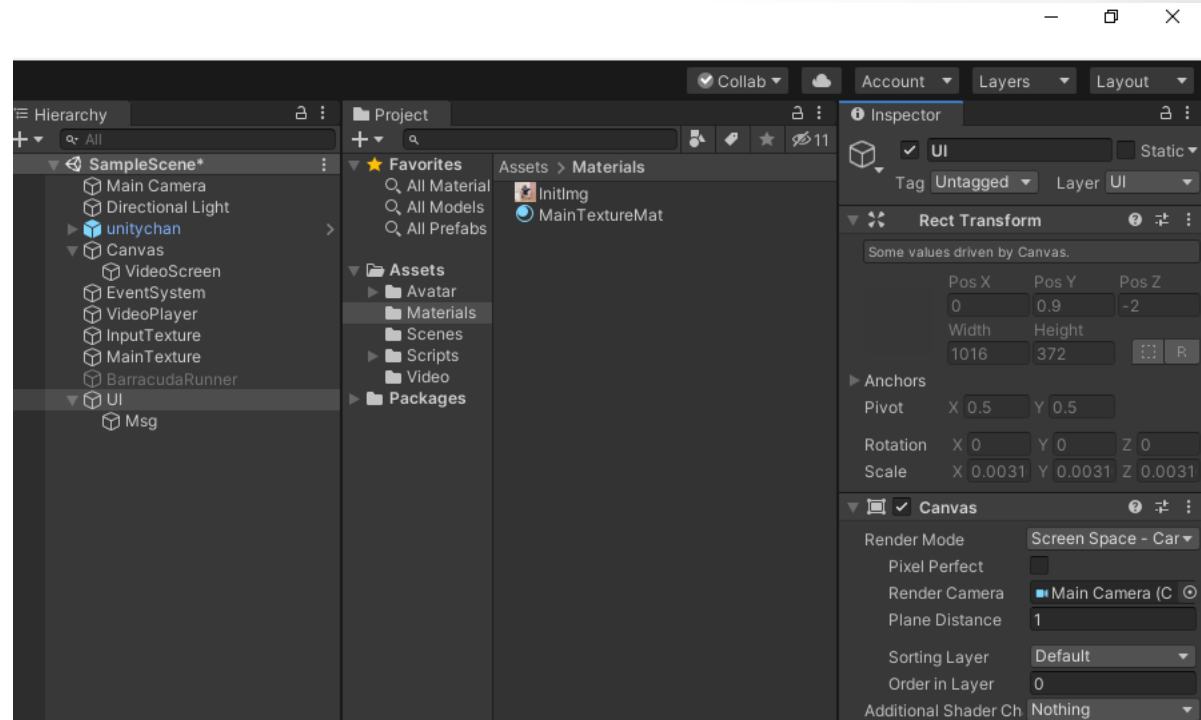 Collab
Account
Layers
Layout
Hierarchy
All
SampleScene*
Main Camera
Directional Light
unitychan
Canvas
VideoScreen
EventSystem
VideoPlayer
InputTexture
MainTexture
BarracudaRunner
UI
Msg
Project
11
Favorites
All Material
All Models
All Prefabs
Assets
Avatar
Materials
Scenes
Scripts
Video
Packages
Assets > Materials
InitImg
MainTextureMat
Inspector
UI
Static
Tag Untagged Layer UI
Rect Transform
Some values driven by Canvas.
Pos X Pos Y Pos Z
0 0.9 -2
Width Height
1016 372 R
Anchors
Pivot X 0.5 Y 0.5
Rotation X 0 Y 0 Z 0
Scale X 0.0031 Y 0.0031 Z 0.0031
Canvas
Render Mode Screen Space - Car
Pixel Perfect
Render Camera Main Camera (C
Plane Distance 1
Sorting Layer Default
Order in Layer 0
Additional Shader Ch Nothing